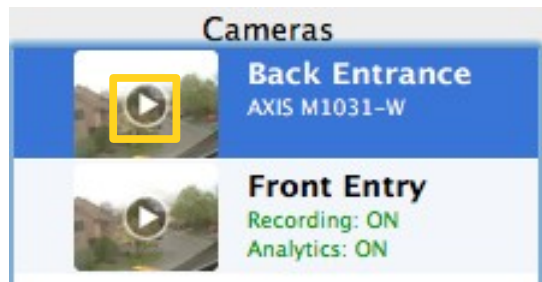 Cameras
Back Entrance
AXIS M1031-W
Front Entry
Recording: ON
Analytics: ON